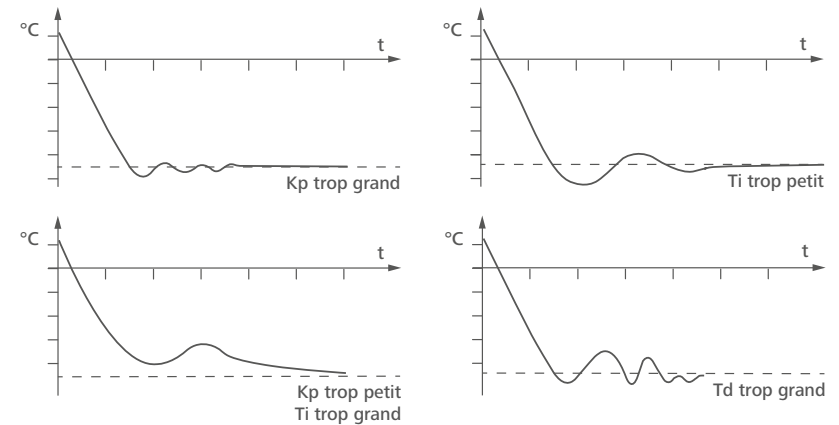 °C
t
Kp trop grand
°C
t
Ti trop petit
°C
t
Kp trop petit
Ti trop grand
°C
t
Td trop grand